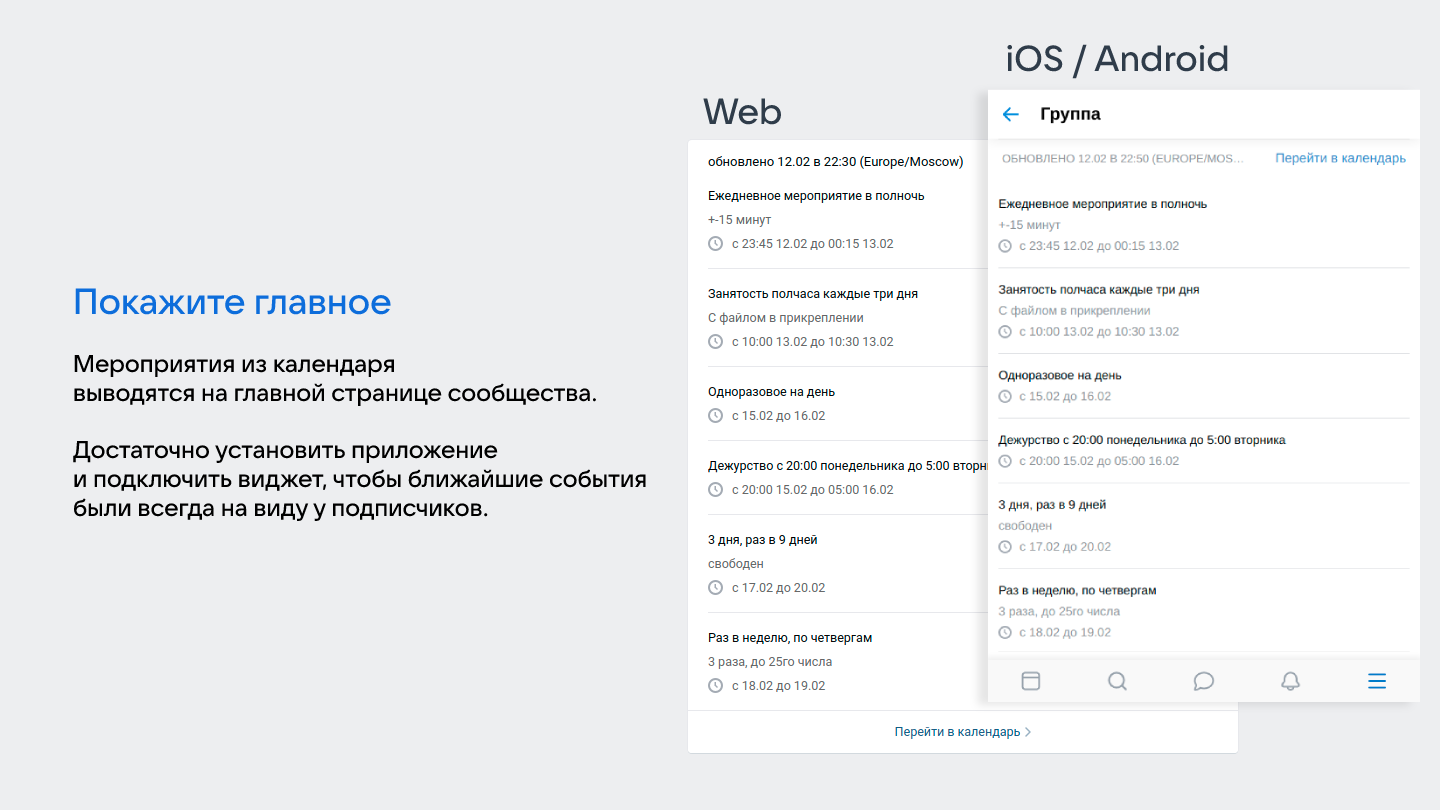 Покажите главное
Мероприятия из календаря
выводятся на главной странице сообщества.
Достаточно установить приложение
и подключить виджет, чтобы ближайшие события
были всегда на виду у подписчиков.
Web
обновлено 12.02 в 22:30 (Europe/Moscow)
Ежедневное мероприятие в полночь
+-15 минут
с 23:45 12.02 до 00:15 13.02
Занятость полчаса каждые три дня
С файлом в прикреплении
с 10:00 13.02 до 10:30 13.02
Одноразовое на день
с 15.02 до 16.02
Дежурство с 20:00 понедельника до 5:00 вторн
с 20:00 15.02 до 05:00 16.02
3 дня, раз в 9 дней
свободен
с 17.02 до 20.02
Раз в неделю, по четвергам
3 раза, до 25го числа
с 18.02 до 19.02
Перейти в календарь
iOS / Android
Группа
ОБНОВЛЕНО 12.02 В 22:50 (EUROPE/MOS... Перейти в календарь
Ежедневное мероприятие в полночь
+-15 минут
с 23:45 12.02 до 00:15 13.02
Занятость полчаса каждые три дня
С файлом в прикреплении
с 10:00 13.02 до 10:30 13.02
Одноразовое на день
с 15.02 до 16.02
Дежурство с 20:00 понедельника до 5:00 вторника
с 20:00 15.02 до 05:00 16.02
3 дня, раз в 9 дней
свободен
с 17.02 до 20.02
Раз в неделю, по четвергам
3 раза, до 25го числа
с 18.02 до 19.02